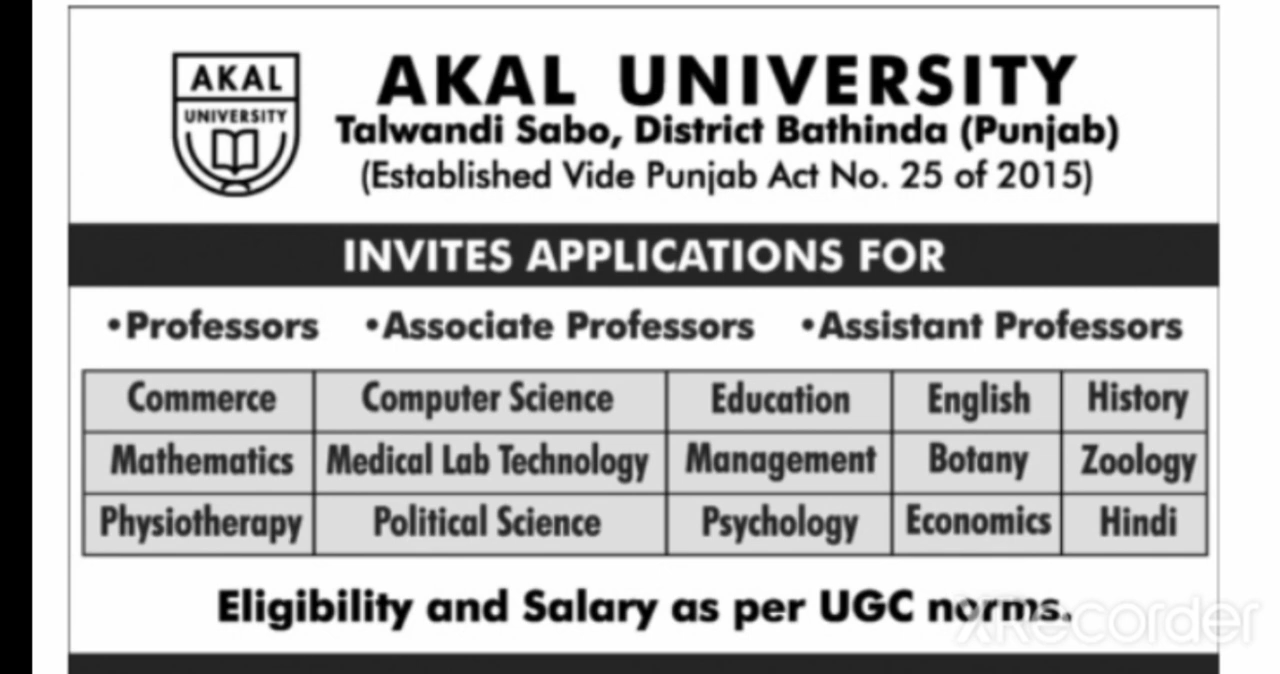 AKAL
UNIVERSITY
AKAL UNIVERSITY
Talwandi Sabo, District Bathinda (Punjab)
(Established Vide Punjab Act No. 25 of 2015)
INVITES APPLICATIONS FOR
•Professors •Associate Professors •Assistant Professors
Commerce Computer Science Education English History
Mathematics Medical Lab Technology Management Botany Zoology
Physiotherapy Political Science Psychology Economics Hindi
Eligibility and Salary as per UGC norms.
XRecorder